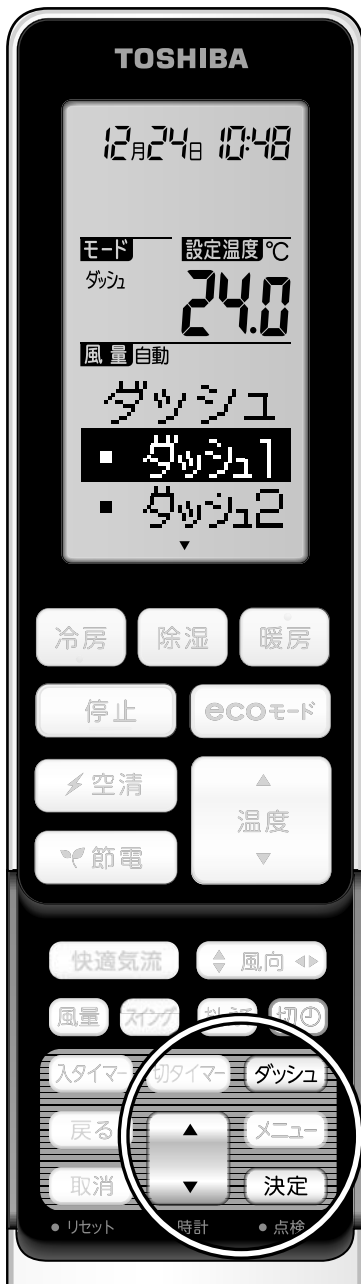 TOSHIBA
12月24日 10:48
モード 設定温度 ℃
ダッシュ 24.0
風量 自動
ダッシュ
▪ ダッシュ1
▪ ダッシュ2
▼
冷房 除湿 暖房
停止 ecoモード
空清 ▲
温度
節電 ▼
快適気流 風向
風量 スイング 切
入タイマー 切タイマー ダッシュ
戻る ▲ メニュー
取消 ▼ 決定
● リセット 時計 ● 点検